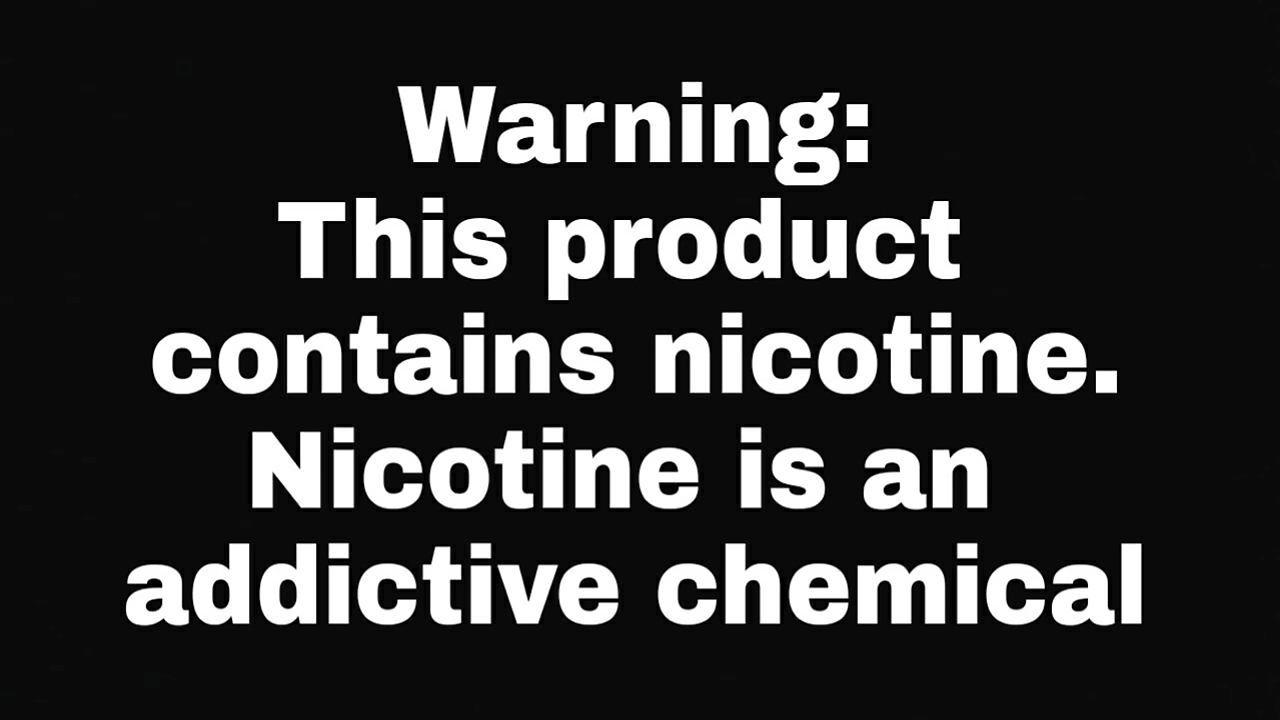 Warning:
This product
contains nicotine.
Nicotine is an
addictive chemical